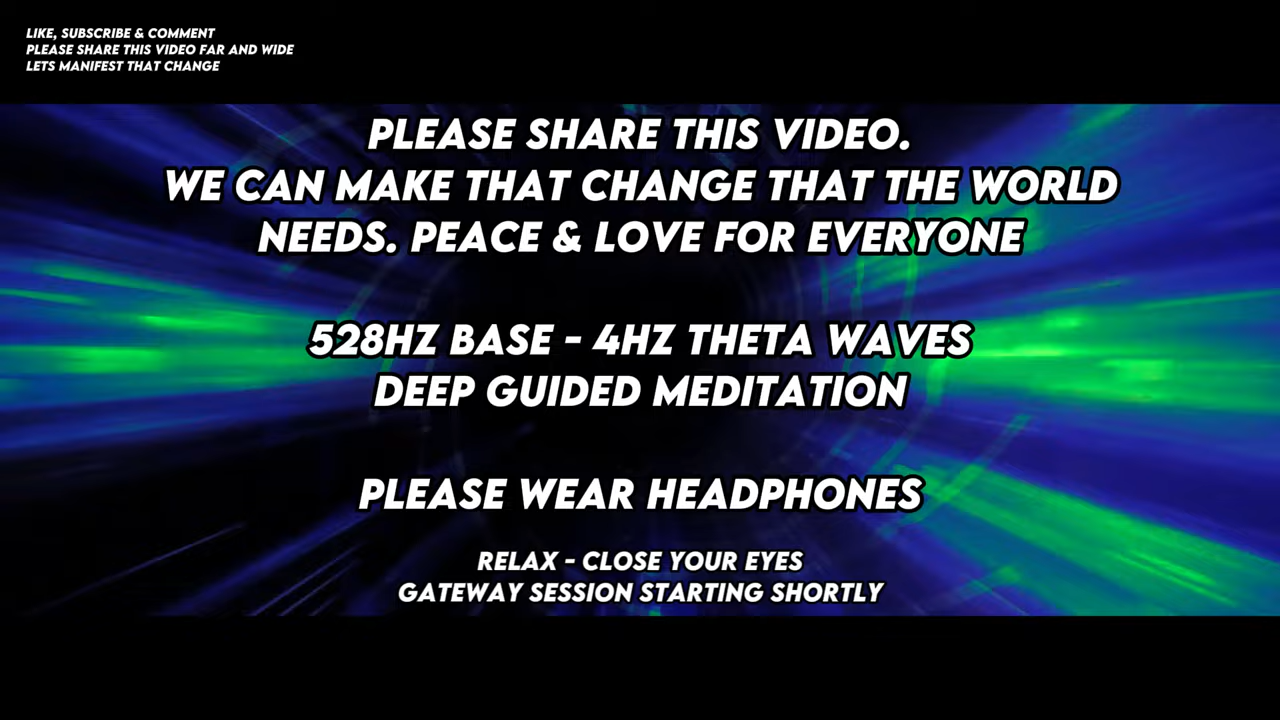 LIKE, SUBSCRIBE & COMMENT
PLEASE SHARE THIS VIDEO FAR AND WIDE
LETS MANIFEST THAT CHANGE
PLEASE SHARE THIS VIDEO.
WE CAN MAKE THAT CHANGE THAT THE WORLD
NEEDS. PEACE & LOVE FOR EVERYONE
528HZ BASE - 4HZ THETA WAVES
DEEP GUIDED MEDITATION
PLEASE WEAR HEADPHONES
RELAX - CLOSE YOUR EYES
GATEWAY SESSION STARTING SHORTLY